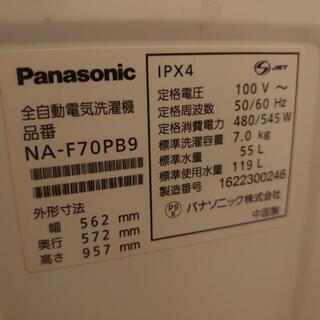 Panasonic
全自動電気洗濯機
品番
NA-F70PB9
外形寸法
幅 562 mm
奥行 572 mm
高さ 957 mm
IPX4
S JET
定格電圧 100 V ～
定格周波数 50/60 Hz
定格消費電力 480/545 W
標準洗濯容量 7.0 kg
標準水量 55 L
標準使用水量 119 L
製造番号 1622300246
PS E パナソニック株式会社
中国製